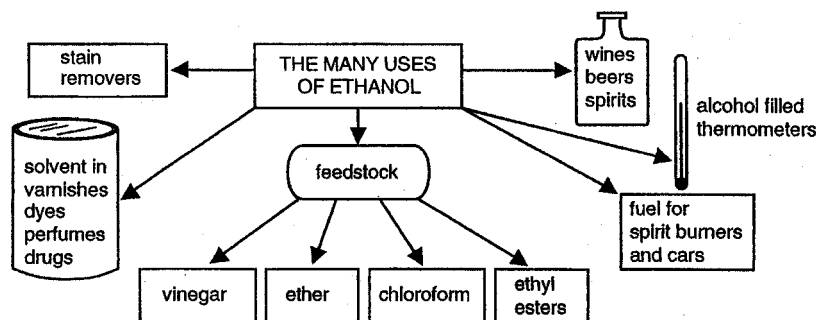 THE MANY USES
OF ETHANOL
stain
removers
wines
beers
spirits
alcohol filled
thermometers
solvent in
varnishes
dyes
perfumes
drugs
feedstock
fuel for
spirit burners
and cars
vinegar
ether
chloroform
ethyl
esters